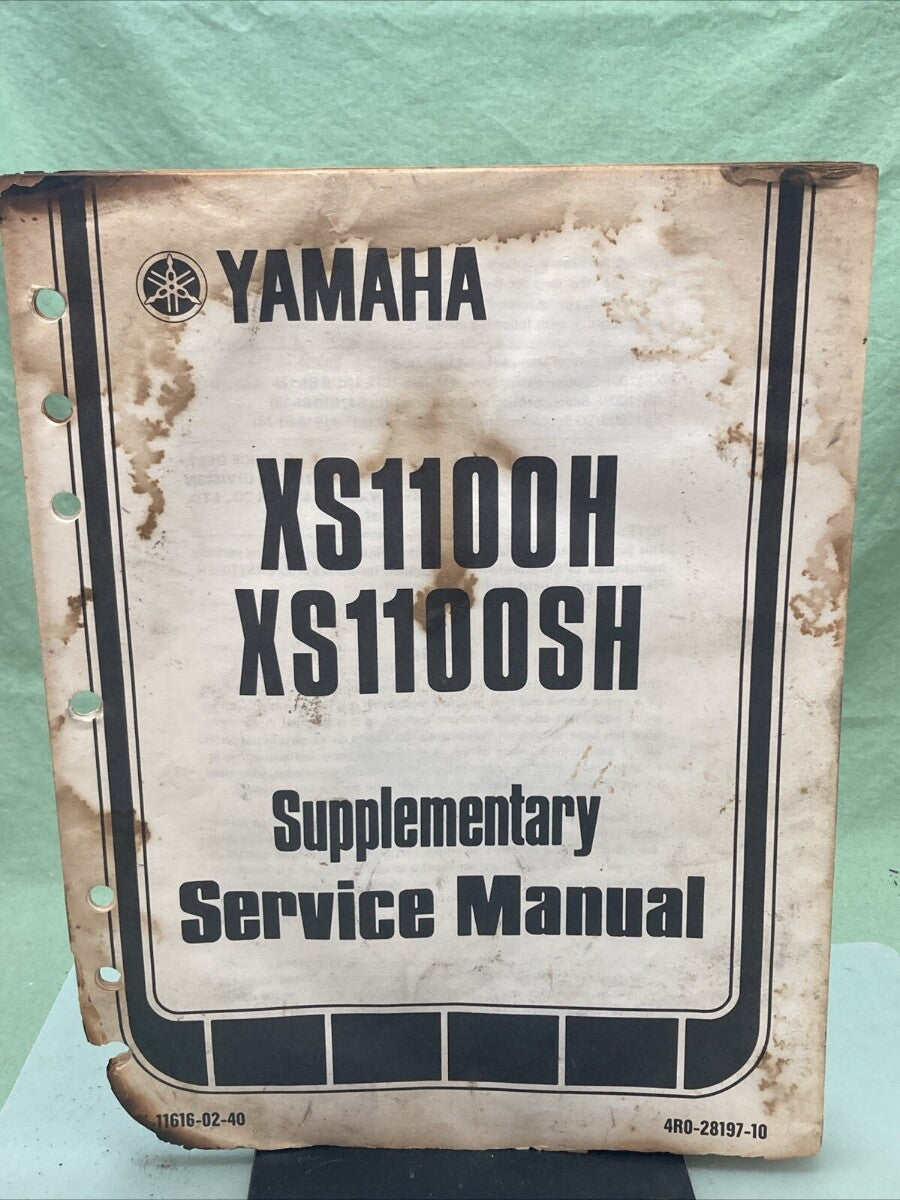 YAMAHA
XS1100H
XS1100SH
Supplementary
Service Manual
11616-02-40
4R0-28197-10